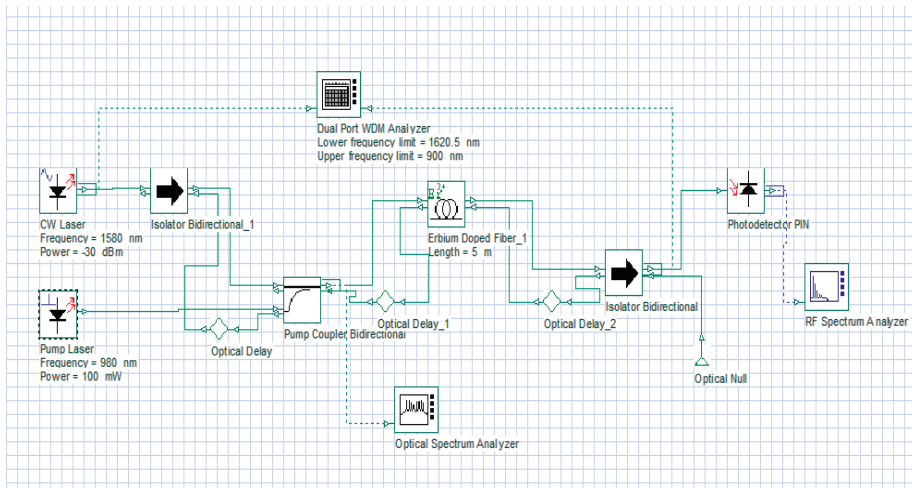 Dual Port WDM Analyzer
Lower frequency limit = 1620.5 nm
Upper frequency limit = 900 nm
CW Laser
Frequency = 1580 nm
Power = -30 dBm
Isolator Bidirectional_1
Erbium Doped Fiber_1
Length = 5 m
Photodetector PIN
Pump Laser
Frequency = 980 nm
Power = 100 mW
Optical Delay
Pump Coupler Bidirectional
Optical Delay_1
Optical Delay_2
Isolator Bidirectional
RF Spectrum Analyzer
Optical Null
Optical Spectrum Analyzer